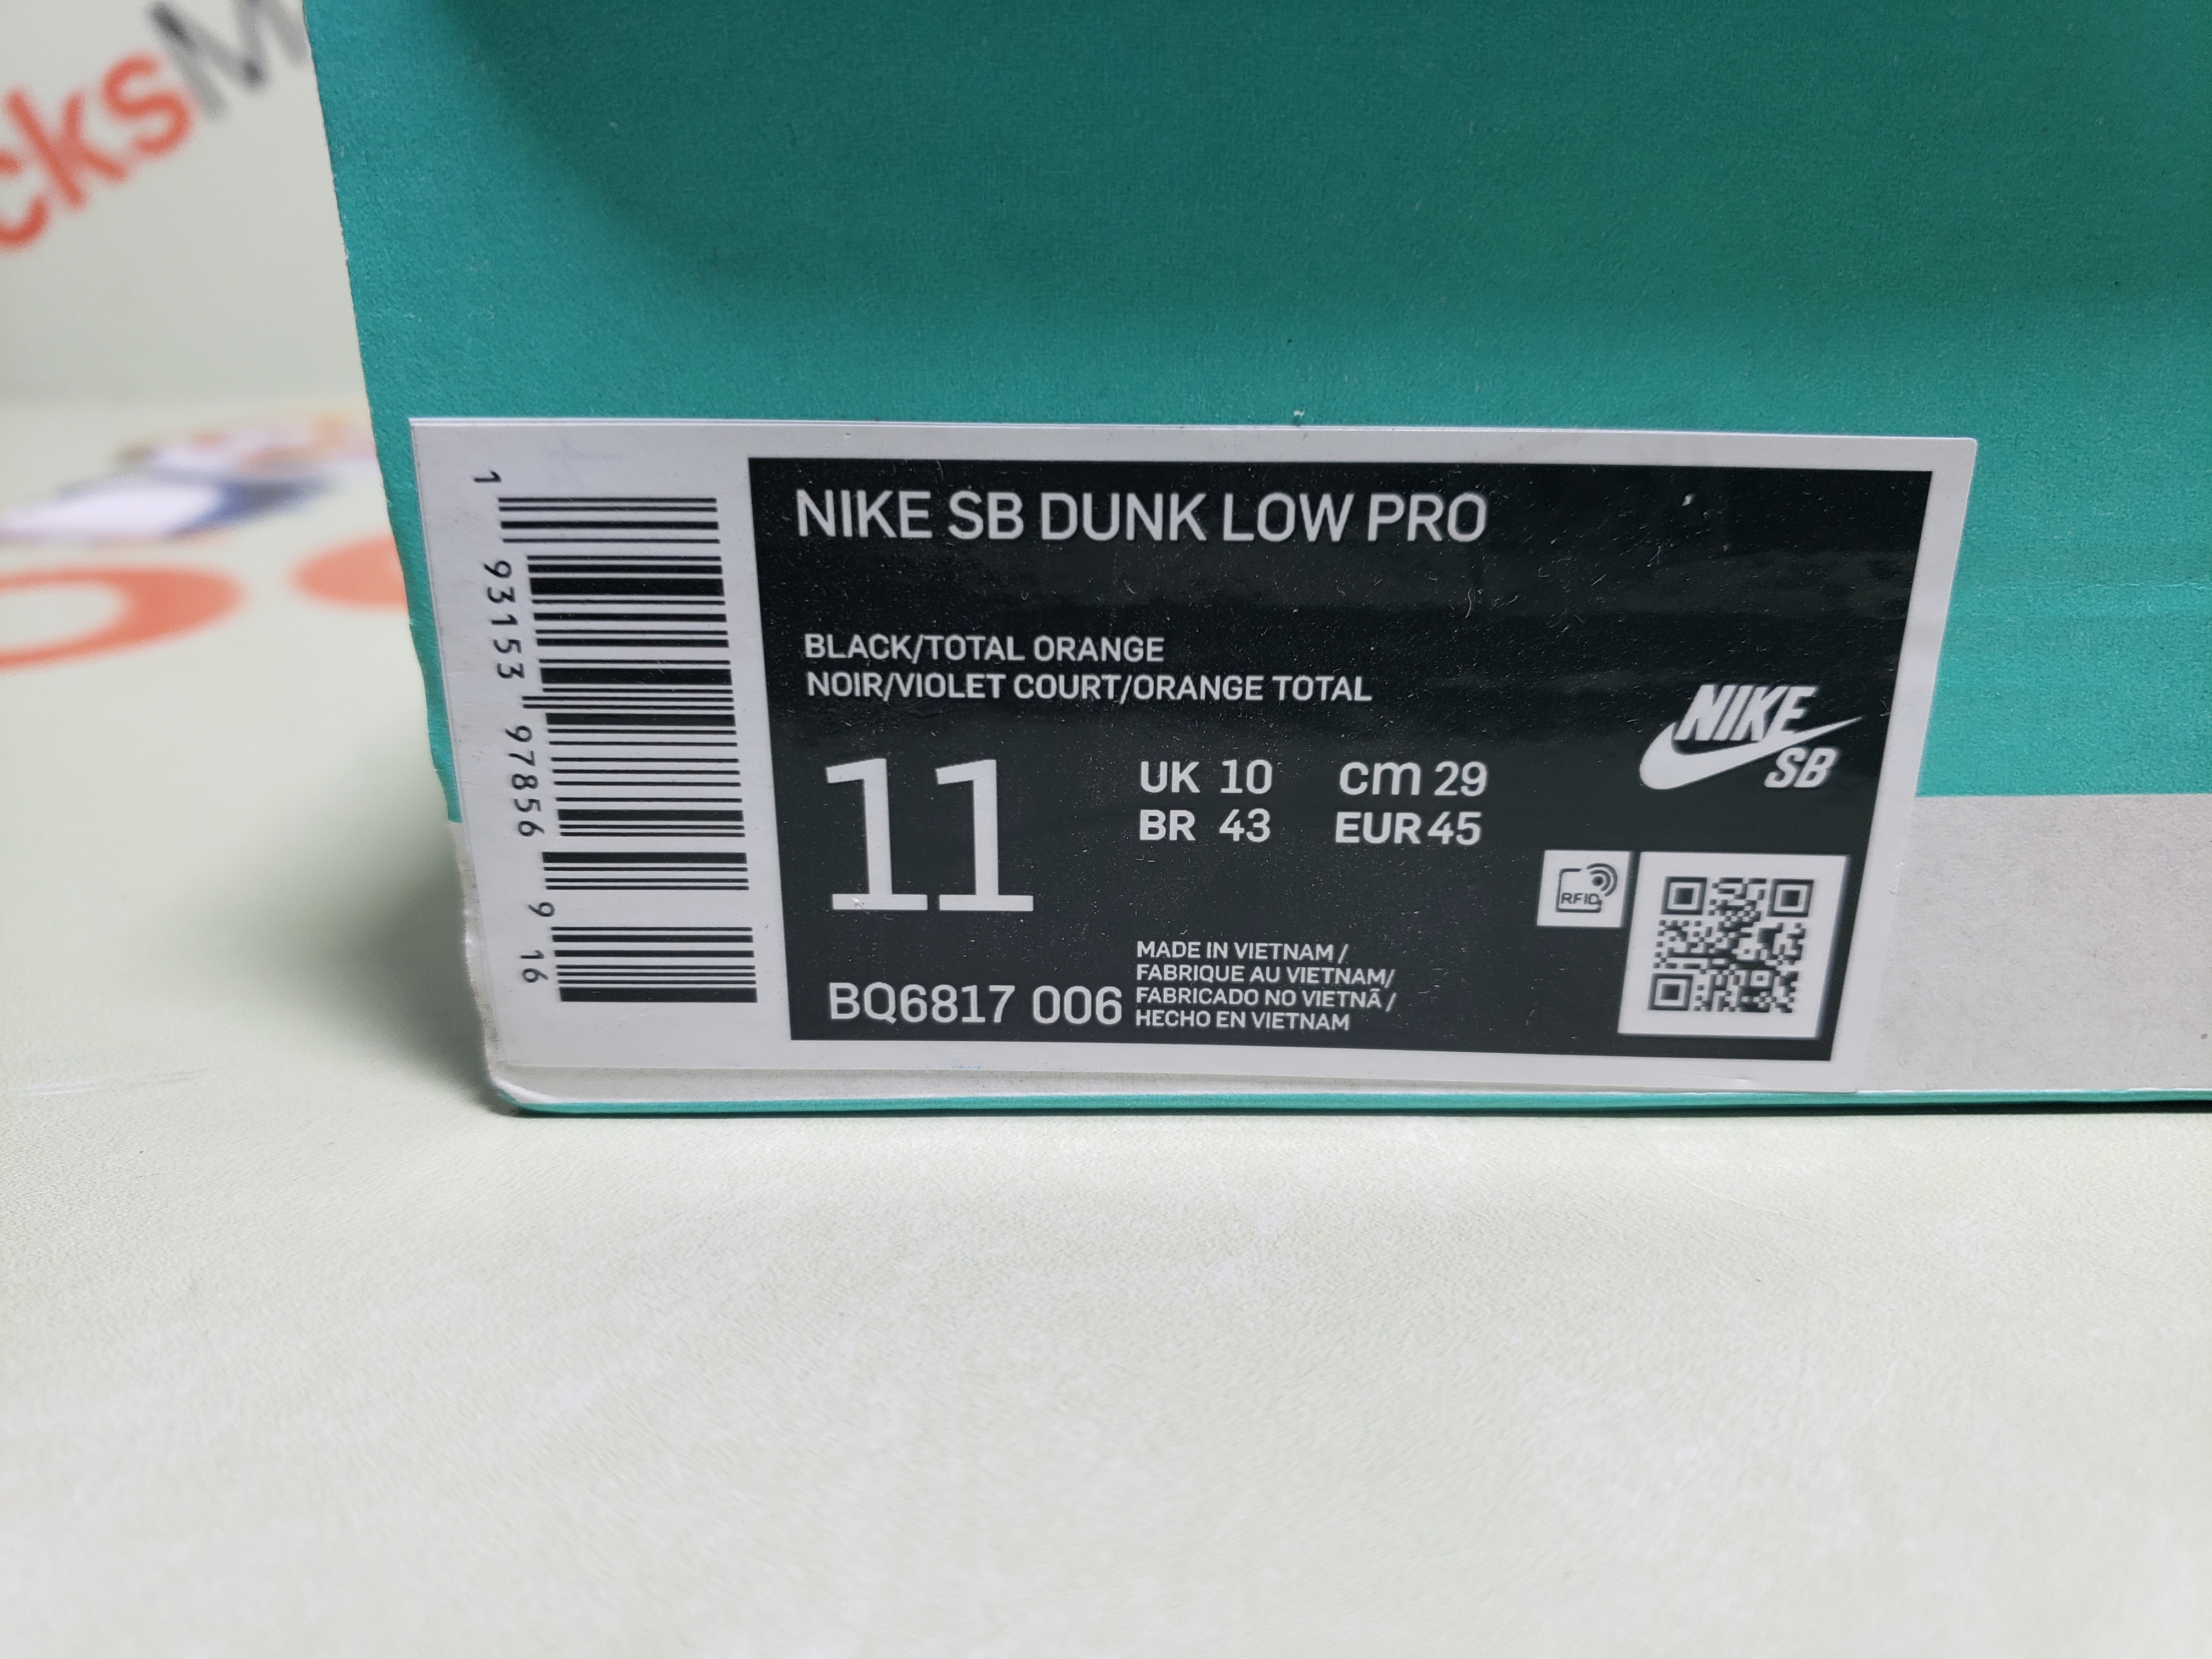 cksM
NIKE SB DUNK LOW PRO
BLACK/TOTAL ORANGE
NOIR/VIOLET COURT/ORANGE TOTAL
11
UK 10 cm 29
BR 43 EUR 45
NIKE
SB
RFID
MADE IN VIETNAM /
FABRIQUE AU VIETNAM/
FABRICADO NO VIETNÃ /
HECHO EN VIETNAM
BQ6817 006
1 93153 97856 9 16